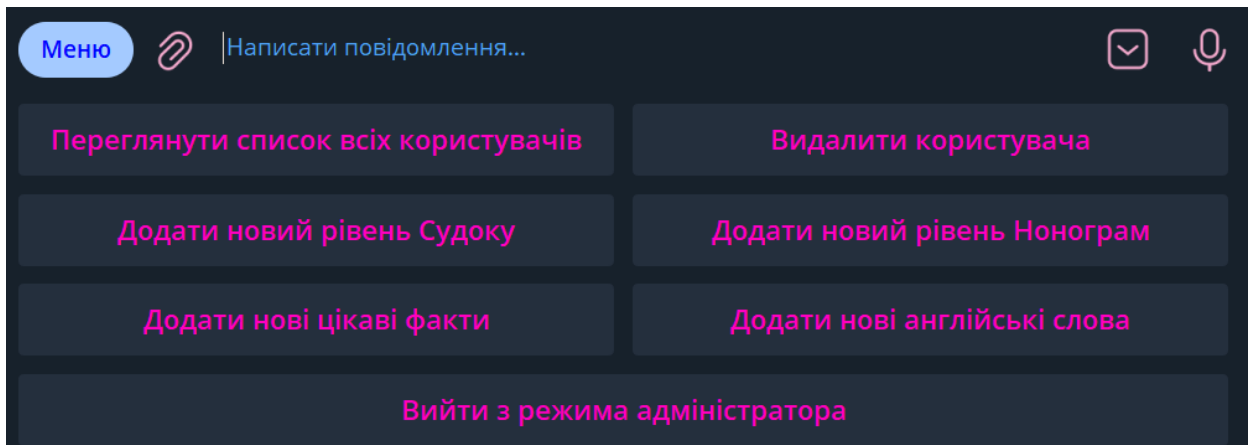 Меню
Написати повідомлення...
Переглянути список всіх користувачів
Видалити користувача
Додати новий рівень Судоку
Додати новий рівень Нонограм
Додати нові цікаві факти
Додати нові англійські слова
Вийти з режима адміністратора